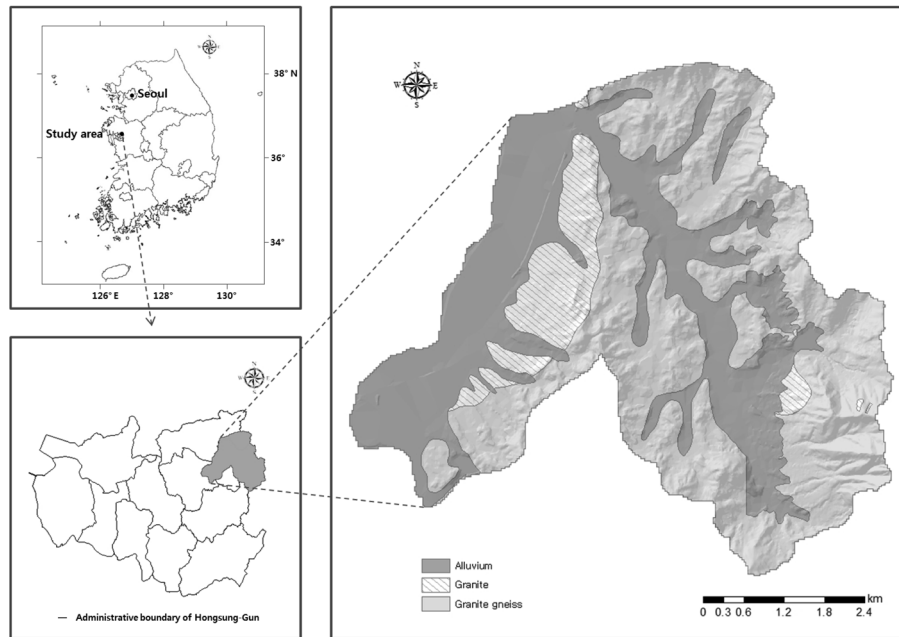 38° N
Seoul
Study area
36°
34°
126° E
128°
130°
N
W
E
S
Administrative boundary of Hongsung-Gun
Alluvium
Granite
Granite gneiss
km
0 0.3 0.6 1.2 1.8 2.4